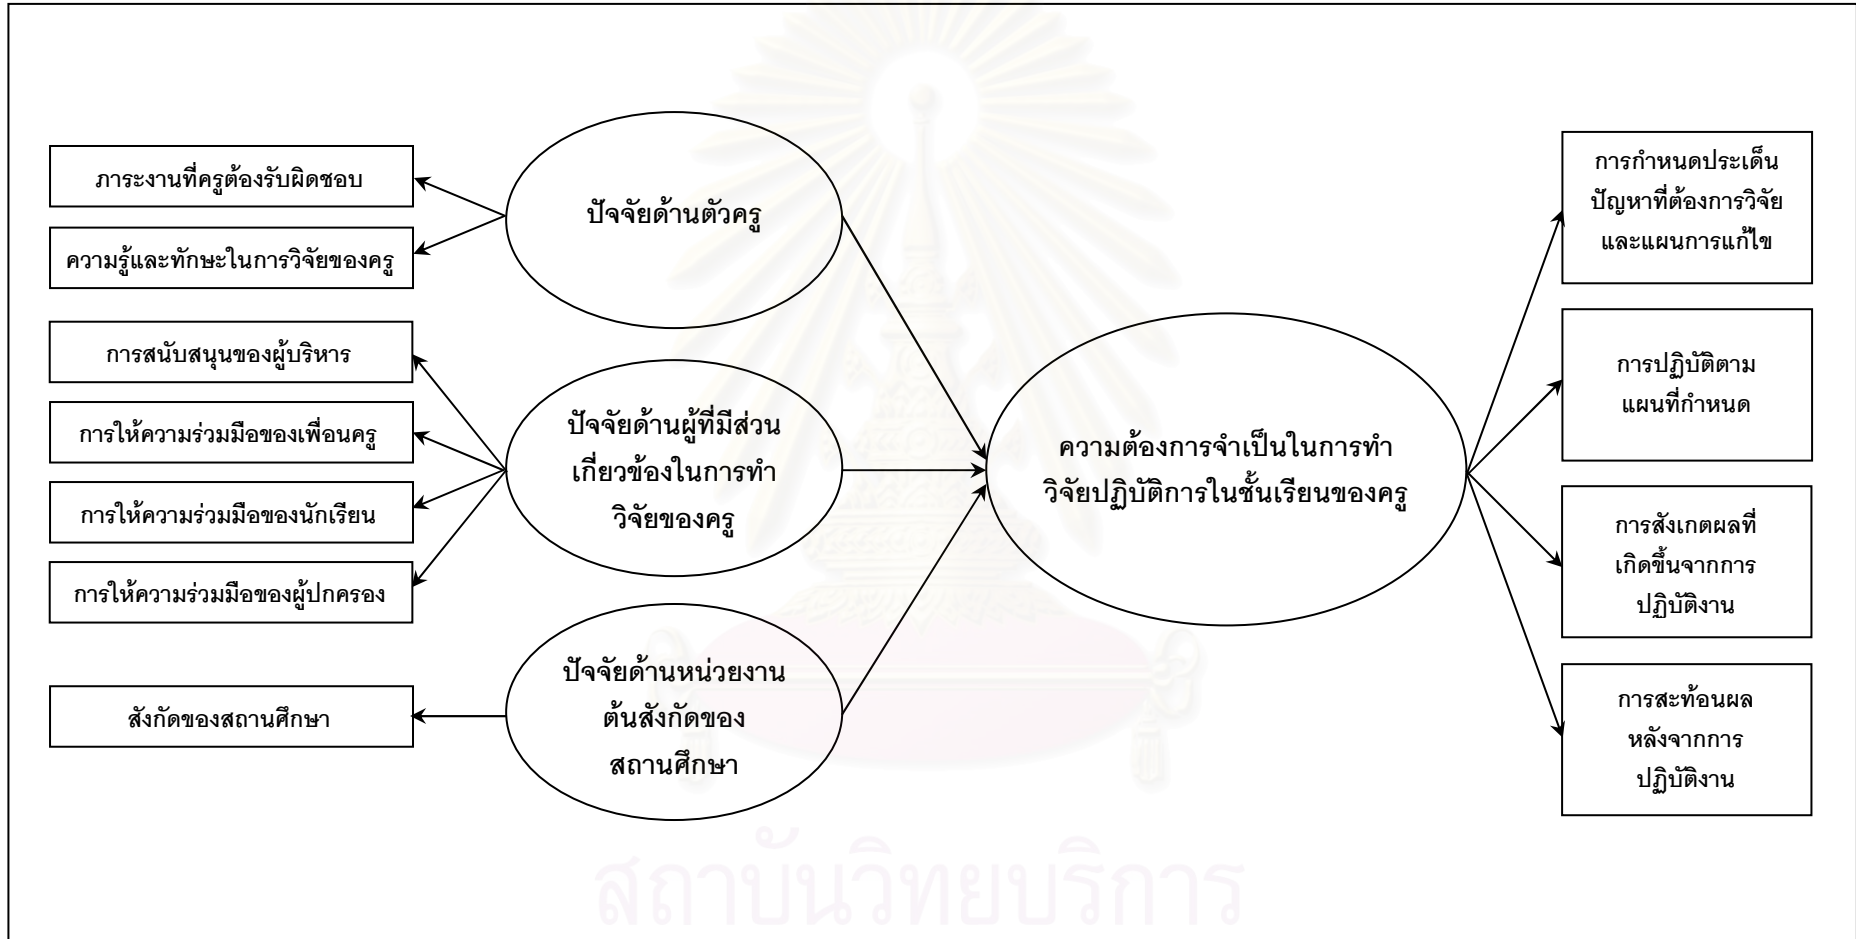 ภาระงานที่ครูต้องรับผิดชอบ
ความรู้และทักษะในการวิจัยของครู
การสนับสนุนของผู้บริหาร
การให้ความร่วมมือของเพื่อนครู
การให้ความร่วมมือของนักเรียน
การให้ความร่วมมือของผู้ปกครอง
สังกัดของสถานศึกษา
ปัจจัยด้านตัวครู
ปัจจัยด้านผู้ที่มีส่วน
เกี่ยวข้องในการทำ
วิจัยของครู
ปัจจัยด้านหน่วยงาน
ต้นสังกัดของ
สถานศึกษา
ความต้องการจำเป็นในการทำ
วิจัยปฏิบัติการในชั้นเรียนของครู
การกำหนดประเด็น
ปัญหาที่ต้องการวิจัย
และแผนการแก้ไข
การปฏิบัติตาม
แผนที่กำหนด
การสังเกตผลที่
เกิดขึ้นจากการ
ปฏิบัติงาน
การสะท้อนผล
หลังจากการ
ปฏิบัติงาน
สถาบันวิทยบริการ